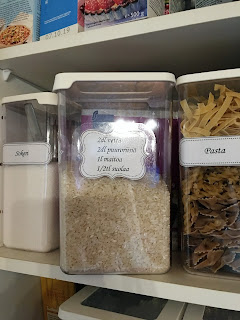 Sokeri
2dl vettä
2dl puuroriisi
1l maitoa
1/2tl suolaa
Pasta